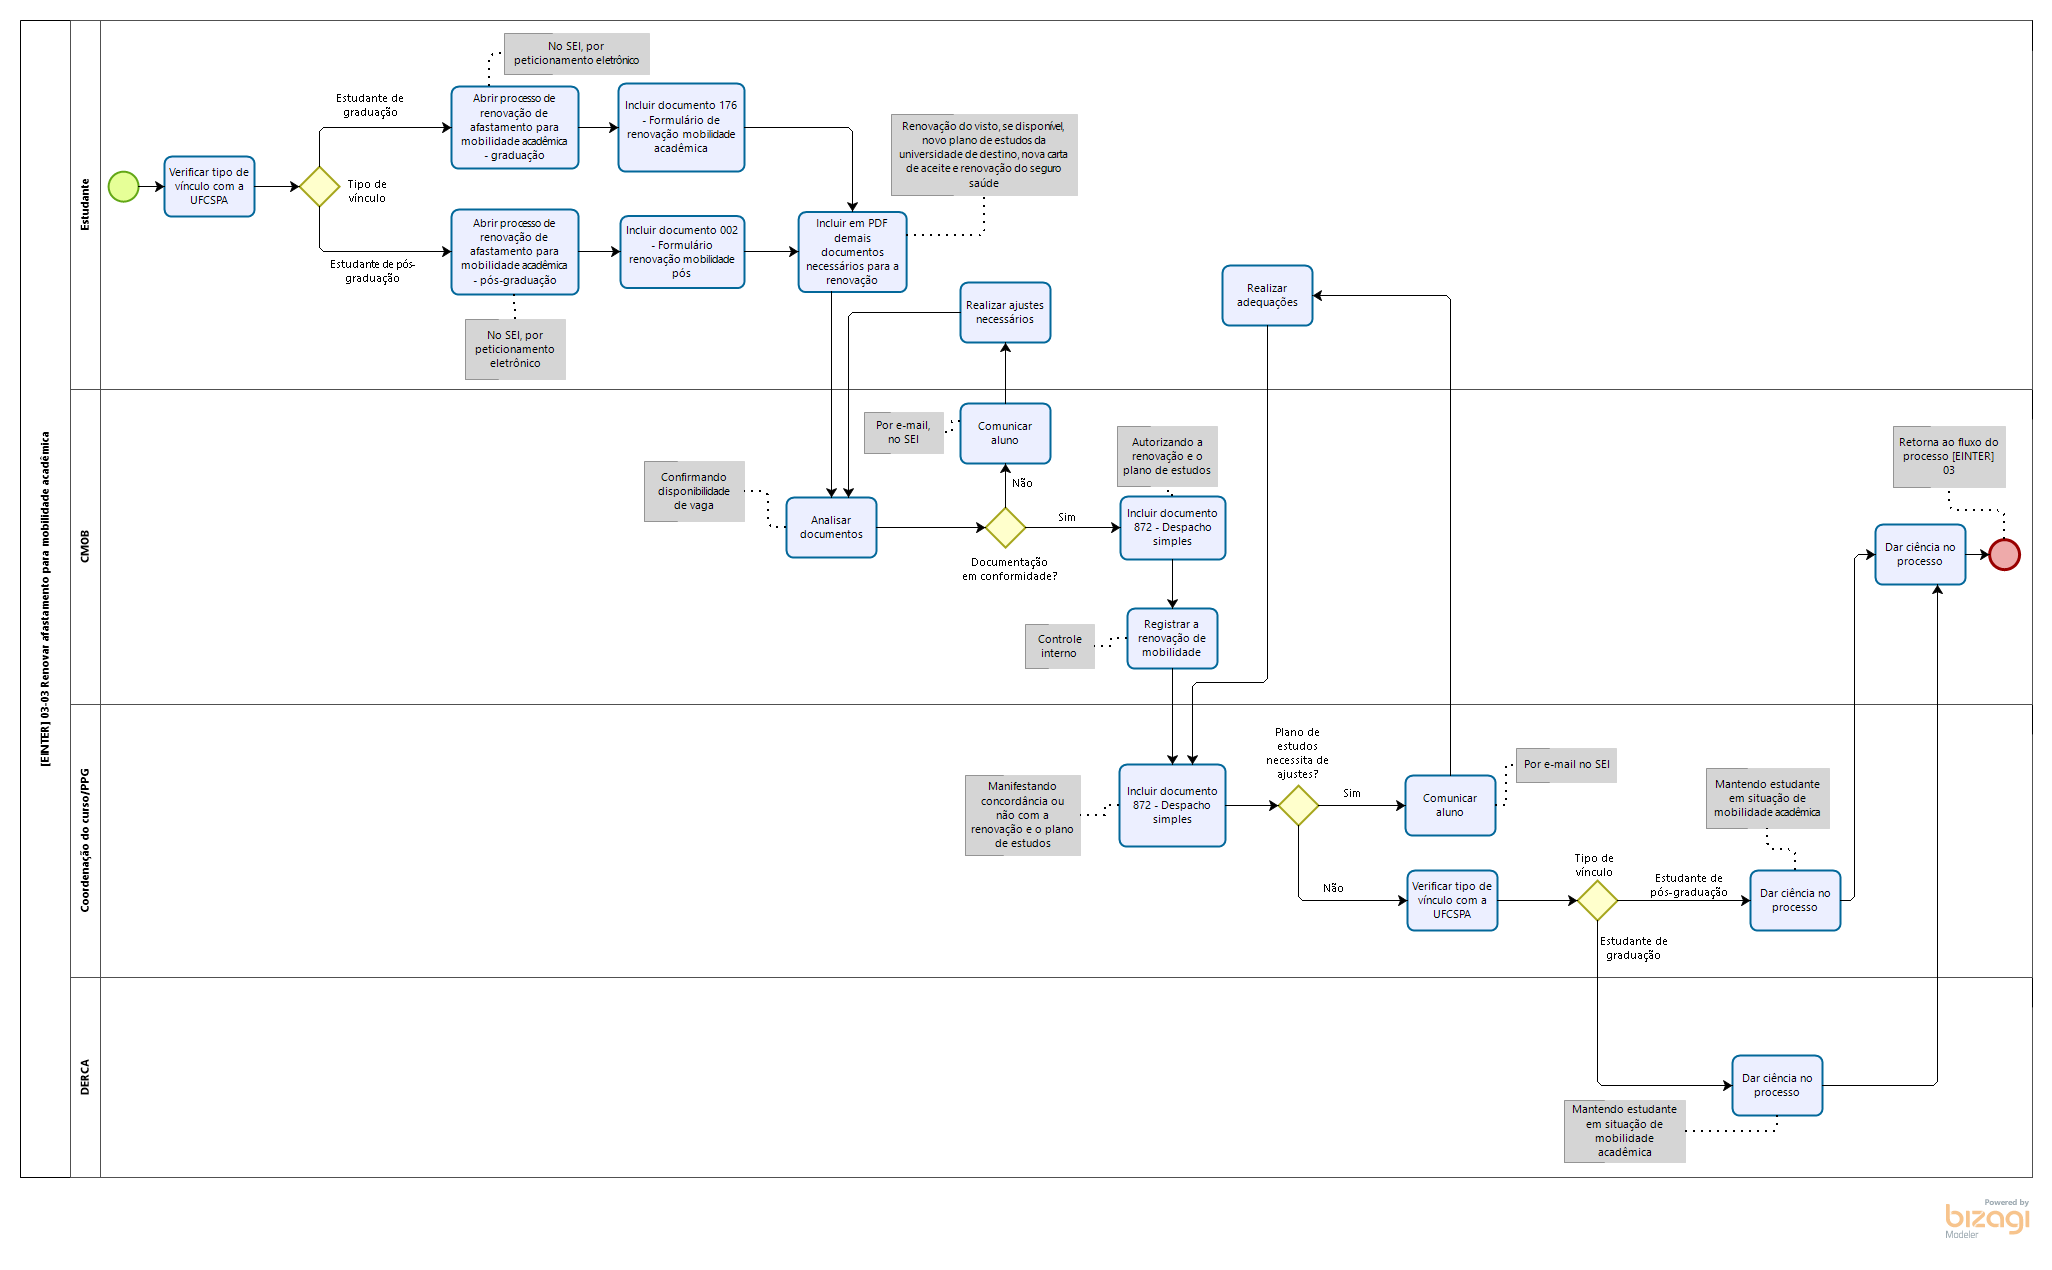 [EINTER] 03-03 Renovar afastamento para mobilidade acadêmica
Estudante
No SEI, por
peticionamento eletrônico
Estudante de
graduação
Abrir processo de
renovação de
afastamento para
mobilidade acadêmica
- graduação
Incluir documento 176
- Formulário de
renovação mobilidade
acadêmica
Renovação do visto, se disponível,
novo plano de estudos da
universidade de destino, nova carta
de aceite e renovação do seguro
saúde
Verificar tipo de
vínculo com a
UFCSPA
Tipo de
vínculo
Estudante de pós-
graduação
Abrir processo de
renovação de
afastamento para
mobilidade acadêmica
- pós-graduação
Incluir documento 002
- Formulário
renovação mobilidade
pós
Incluir em PDF
demais
documentos
necessários para a
renovação
No SEI, por
peticionamento
eletrônico
Realizar ajustes
necessários
Realizar
adequações
CMOB
Por e-mail,
no SEI
Comunicar
aluno
Confirmando
disponibilidade
de vaga
Analisar
documentos
Não
Sim
Documentação
em conformidade?
Autorizando a
renovação e o
plano de estudos
Incluir documento
872 - Despacho
simples
Controle
interno
Registrar a
renovação de
mobilidade
Retorna ao fluxo do
processo [EINTER]
03
Dar ciência no
processo
Coordenação do curso/PPG
Manifestando
concordância ou
não com a
renovação e o plano
de estudos
Incluir documento
872 - Despacho
simples
Plano de
estudos
necessita de
ajustes?
Sim
Comunicar
aluno
Por e-mail no SEI
Não
Verificar tipo de
vínculo com a
UFCSPA
Tipo de
vínculo
Estudante de
pós-graduação
Mantendo estudante
em situação de
mobilidade acadêmica
Dar ciência no
processo
Estudante de
graduação
DERCA
Dar ciência no
processo
Mantendo estudante
em situação de
mobilidade
acadêmica
Powered by
bizagi
Modeler